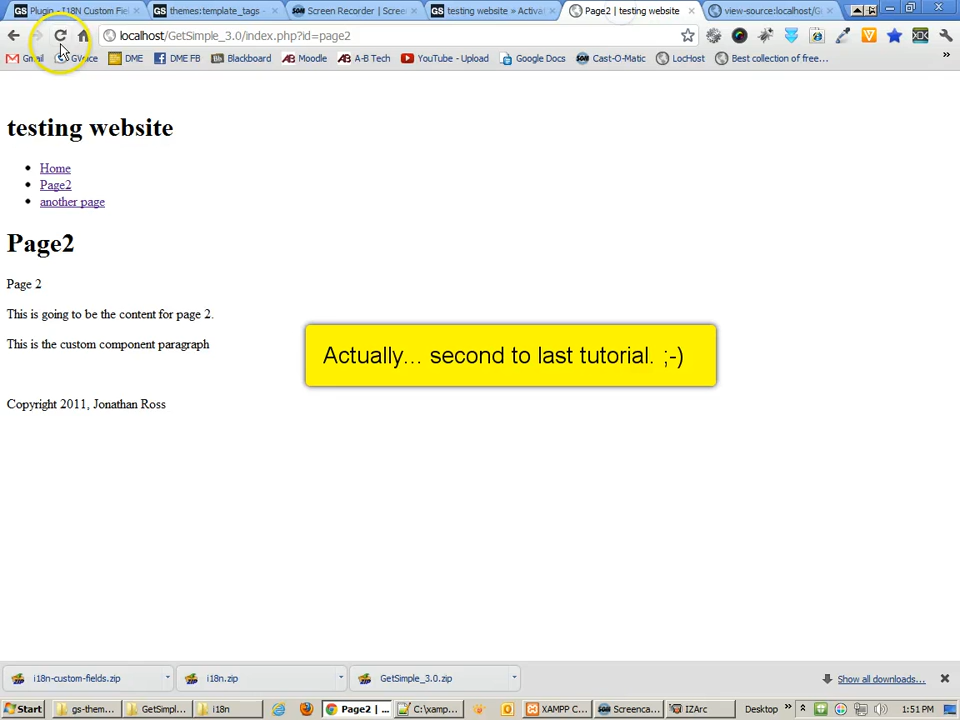 Plugin - I18N Custom Fiel
themes:template_tags
Screen Recorder | Scree
testing website » Activa
Page2 | testing website
view-source:localhost/G
localhost/GetSimple_3.0/index.php?id=page2
Gmail GVoice DME DME FB Blackboard Moodle A-B Tech YouTube - Upload Google Docs Cast-O-Matic LocHost Best collection of free... »
testing website
Home
Page2
another page
Page2
Page 2
This is going to be the content for page 2.
This is the custom component paragraph
Actually... second to last tutorial. ;-)
Copyright 2011, Jonathan Ross
i18n-custom-fields.zip i18n.zip GetSimple_3.0.zip Show all downloads...
Start gs-them... GetSimpl... i18n Page2 | ... C:\xamp... XAMPP C... Screenca... IZArc Desktop » 1:51 PM